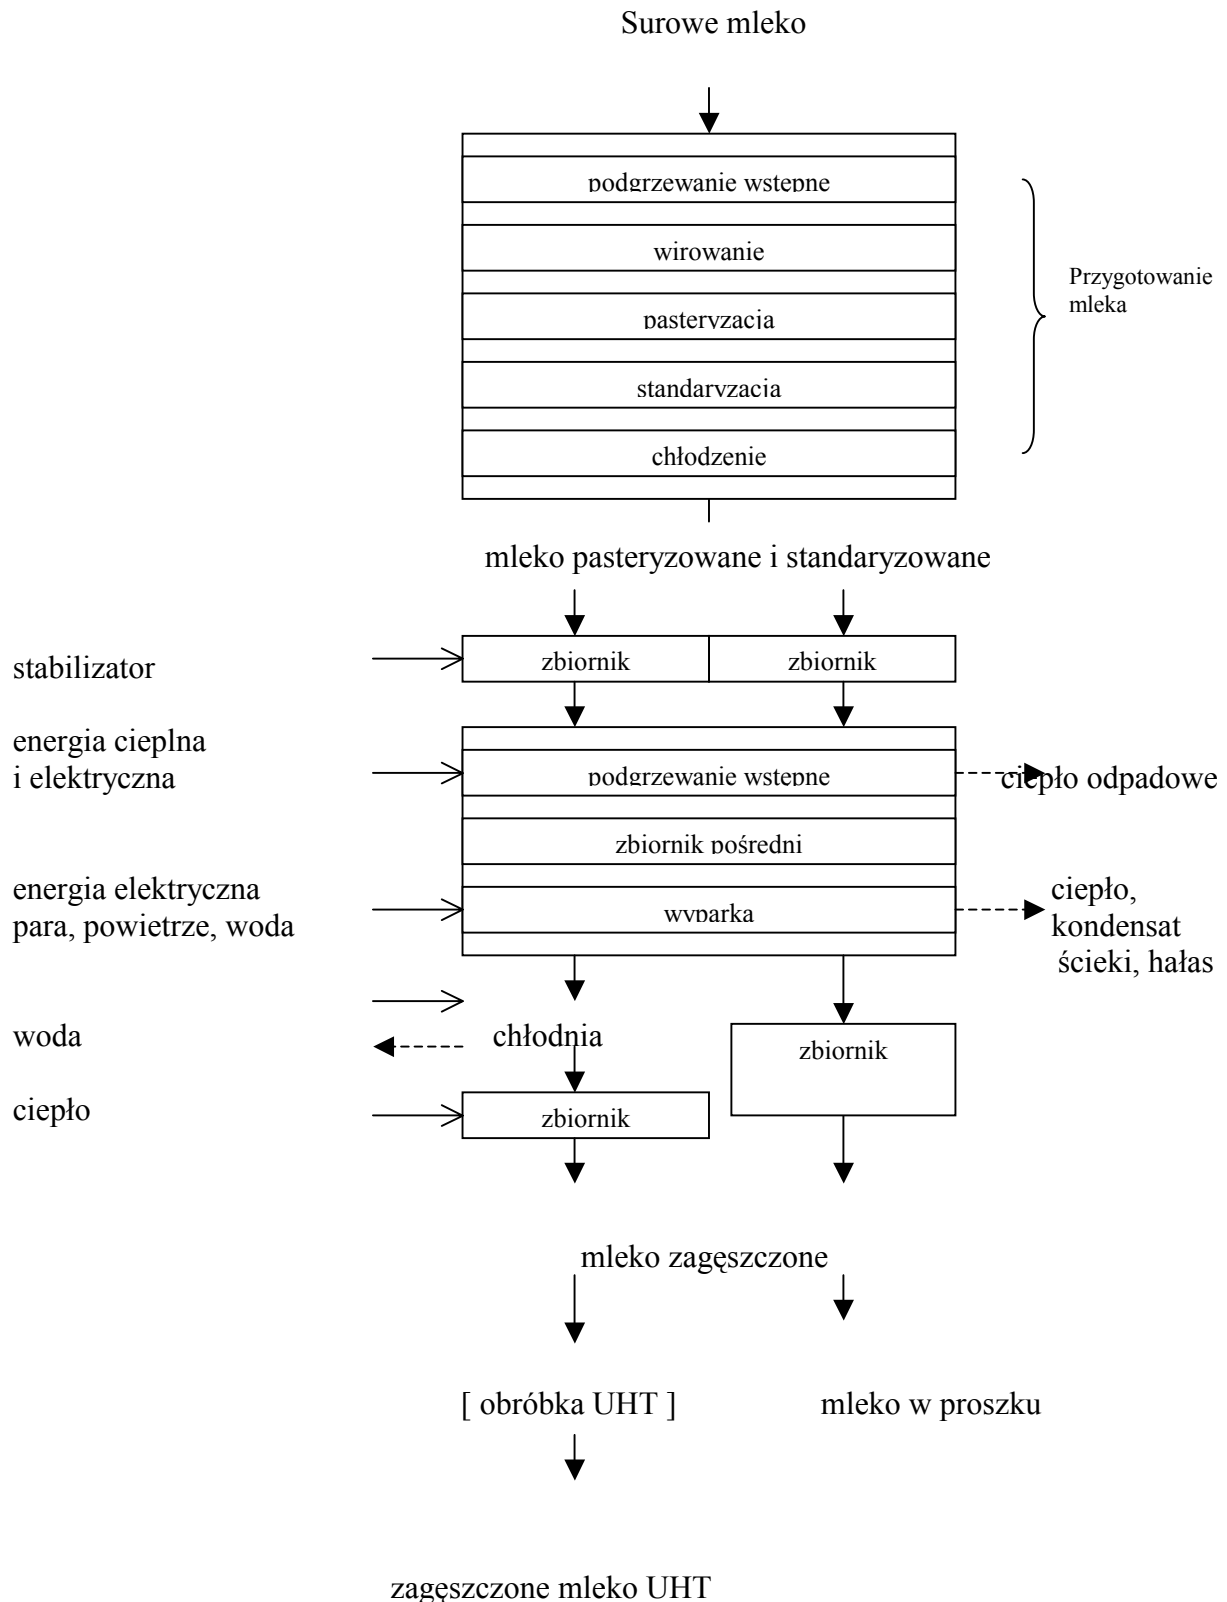 Surowe mleko
podgrzewanie wstępne
wirowanie
Przygotowanie
mleka
pasteryzacja
standaryzacja
chłodzenie
mleko pasteryzowane i standaryzowane
stabilizator
zbiornik
zbiornik
energia cieplna
i elektryczna
podgrzewanie wstępne
ciepło odpadowe
zbiornik pośredni
energia elektryczna
para, powietrze, woda
wyparka
ciepło,
kondensat
ścieki, hałas
woda
chłodnia
zbiornik
ciepło
zbiornik
mleko zagęszczone
[ obróbka UHT ]
mleko w proszku
zagęszczone mleko UHT